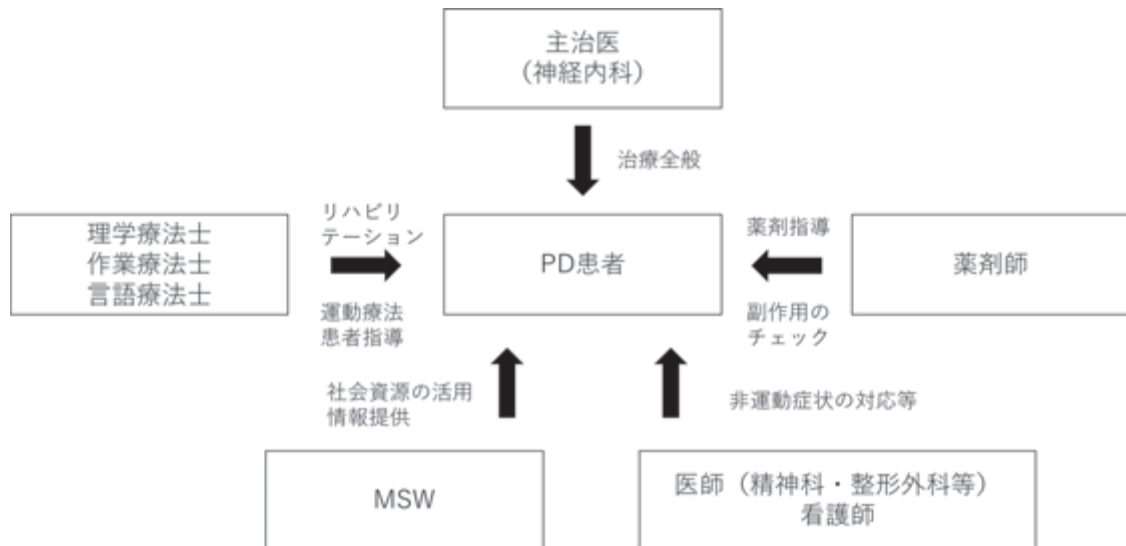 主治医
（神経内科）
治療全般
理学療法士
作業療法士
言語療法士
リハビリ
テーション
運動療法
患者指導
PD患者
薬剤指導
副作用の
チェック
薬剤師
社会資源の活用
情報提供
非運動症状の対応等
MSW
医師（精神科・整形外科等）
看護師